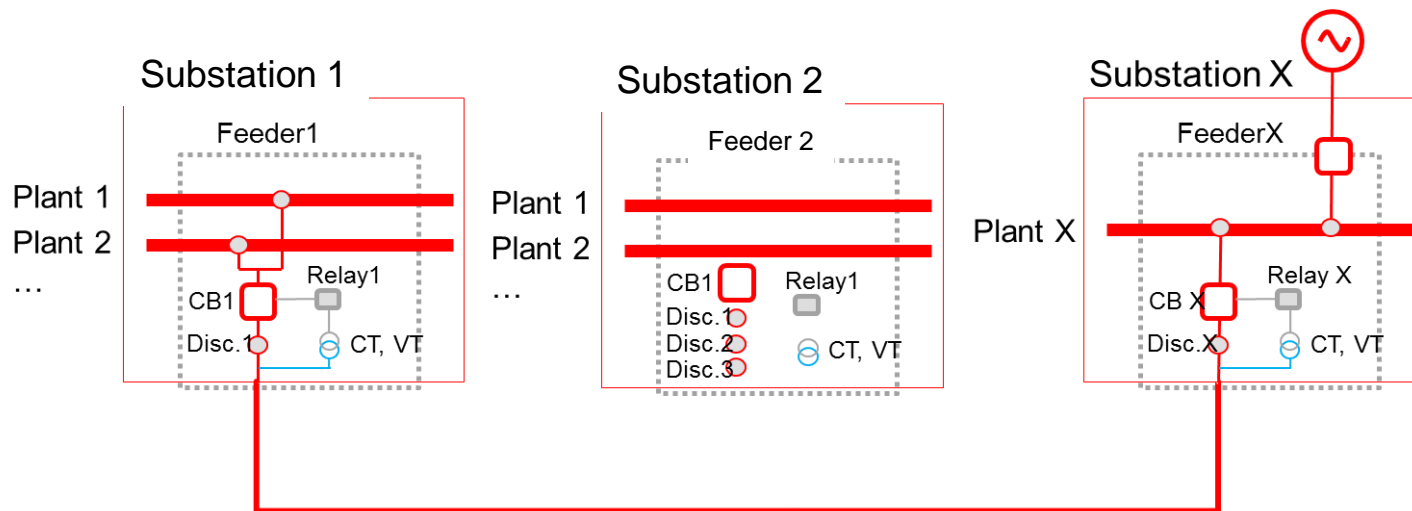 Substation 1
Feeder1
Plant 1
Plant 2
...
Relay1
CB1
Disc.1
CT, VT
Substation 2
Feeder 2
Plant 1
Plant 2
...
CB1
Relay1
Disc.1
Disc.2
Disc.3
CT, VT
Substation X
FeederX
Plant X
Relay X
CB X
Disc.X
CT, VT